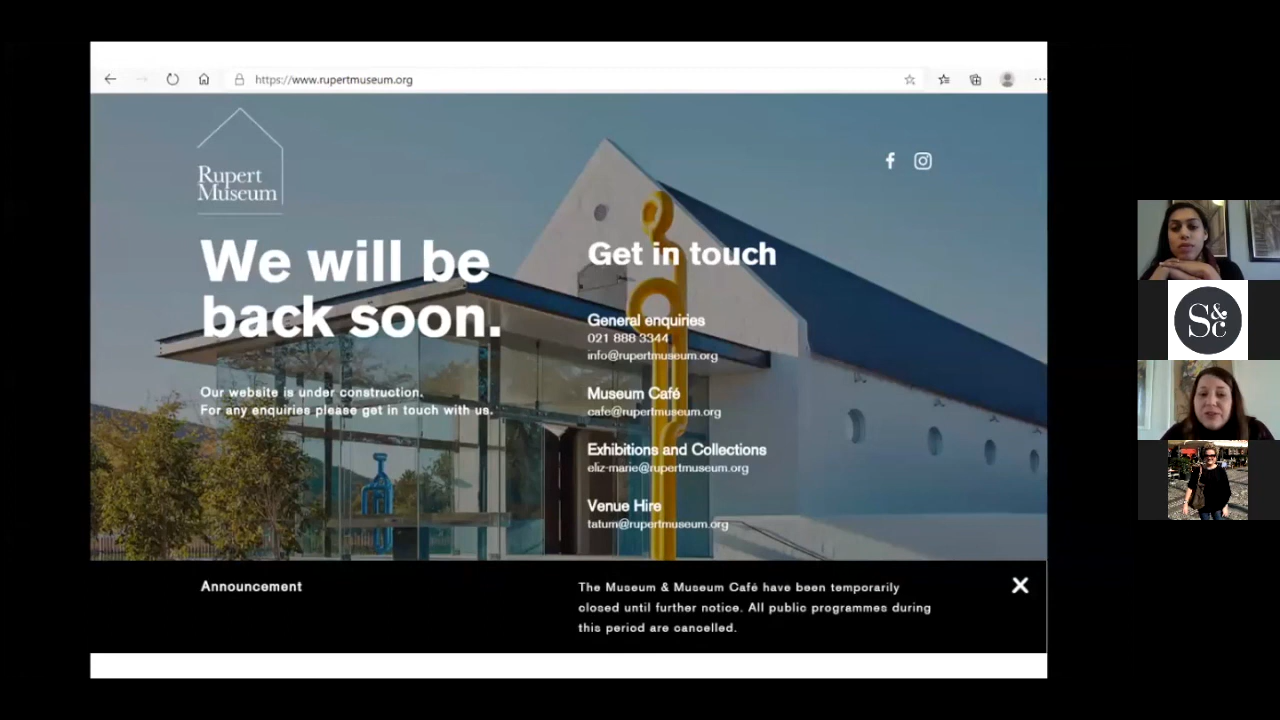 https://www.rupertmuseum.org
Rupert
Museum
We will be
back soon.
Our website is under construction.
For any enquiries please get in touch with us.
Get in touch
General enquiries
021 888 3344
info@rupertmuseum.org
Museum Café
cafe@rupertmuseum.org
Exhibitions and Collections
eliz-marie@rupertmuseum.org
Venue Hire
tatum@rupertmuseum.org
Announcement
The Museum & Museum Café have been temporarily
closed until further notice. All public programmes during
this period are cancelled.
S&c